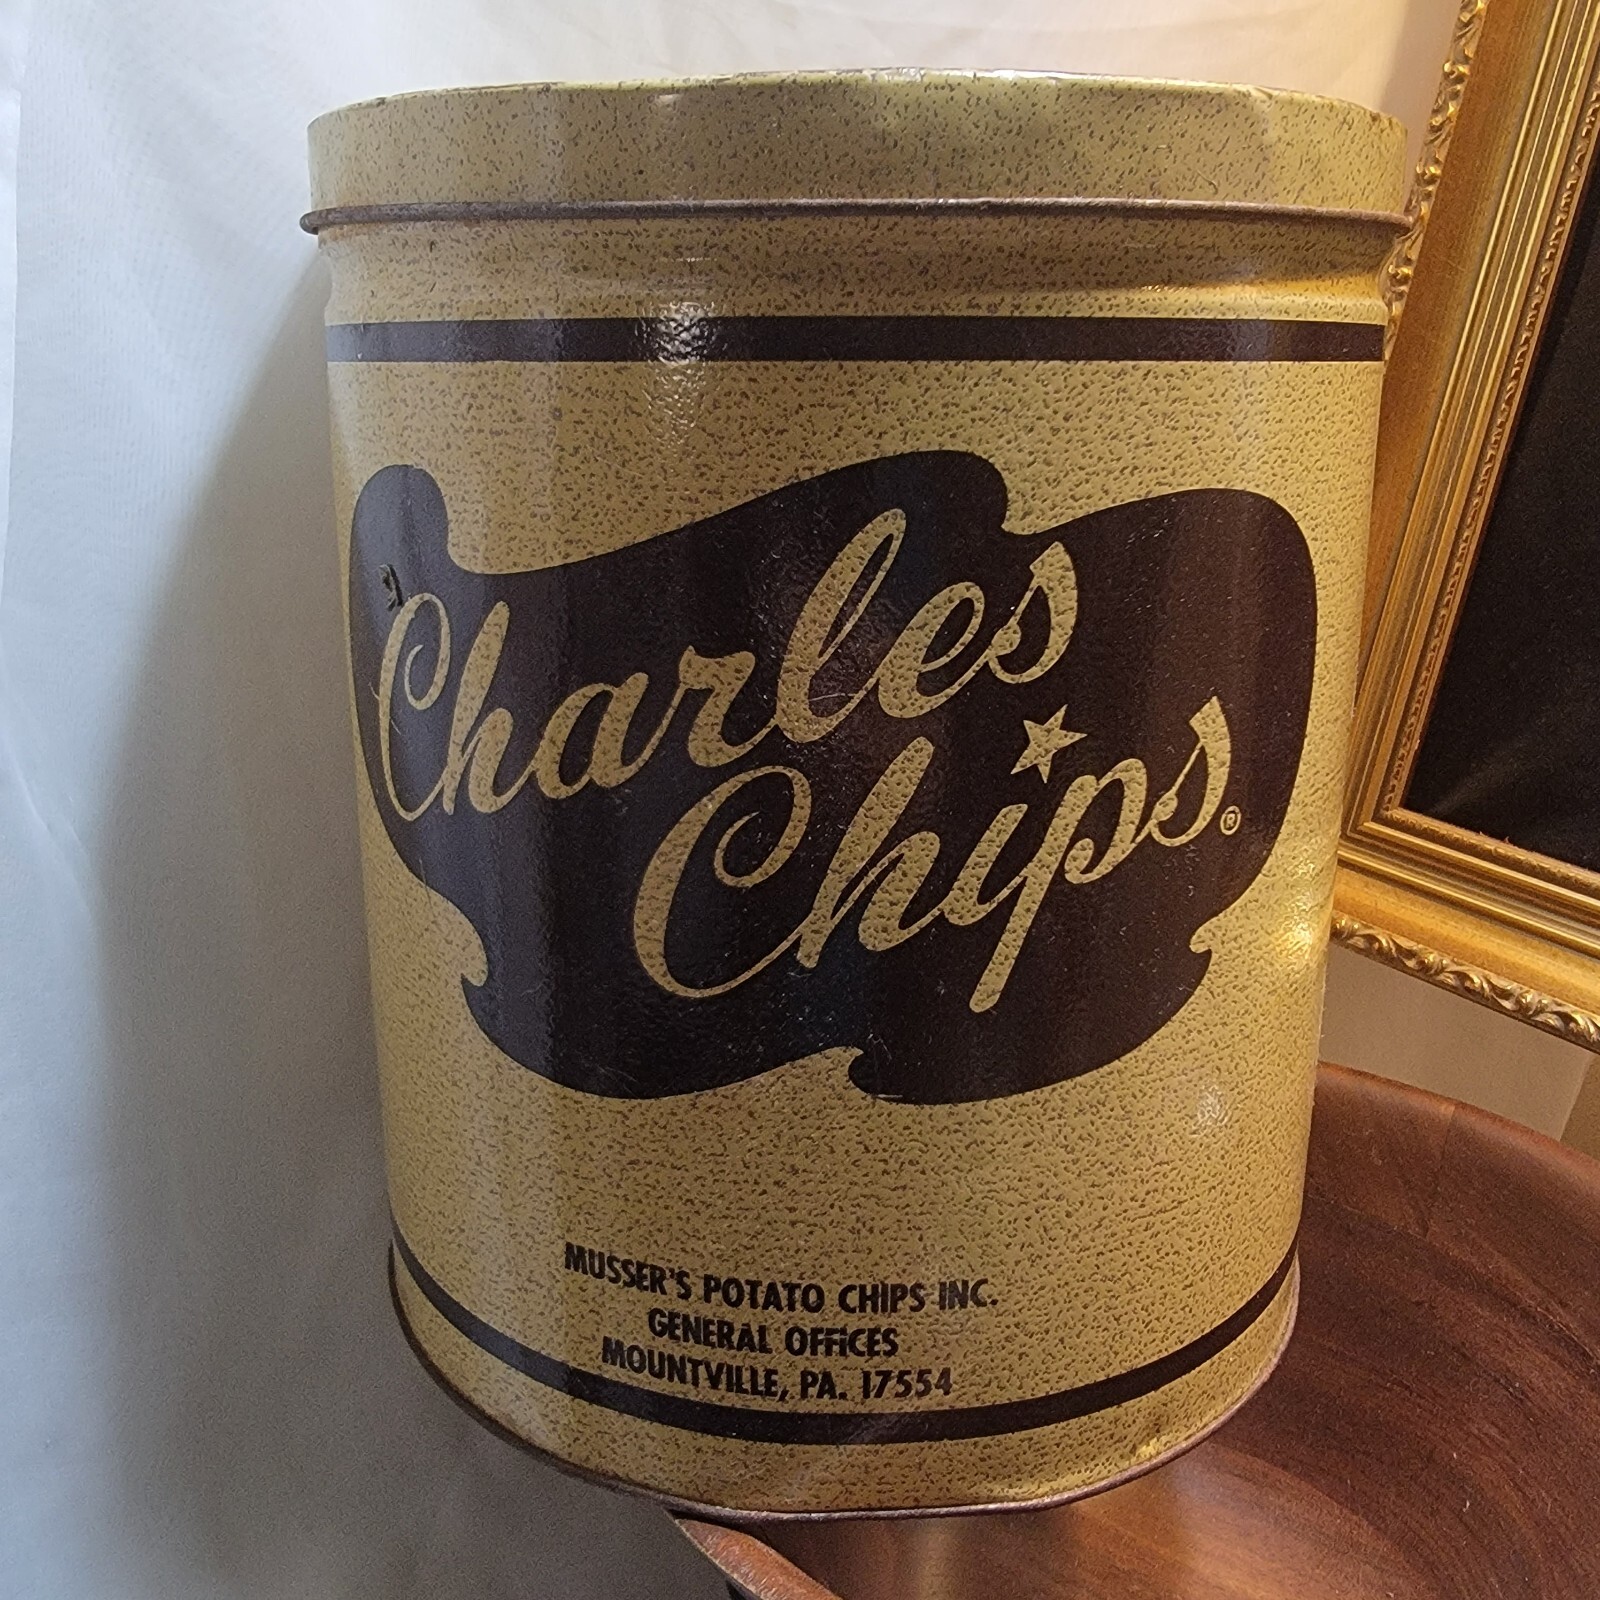 Charles
Chips®
MUSSER'S POTATO CHIPS INC.
GENERAL OFFICES
MOUNTVILLE, PA. 17554